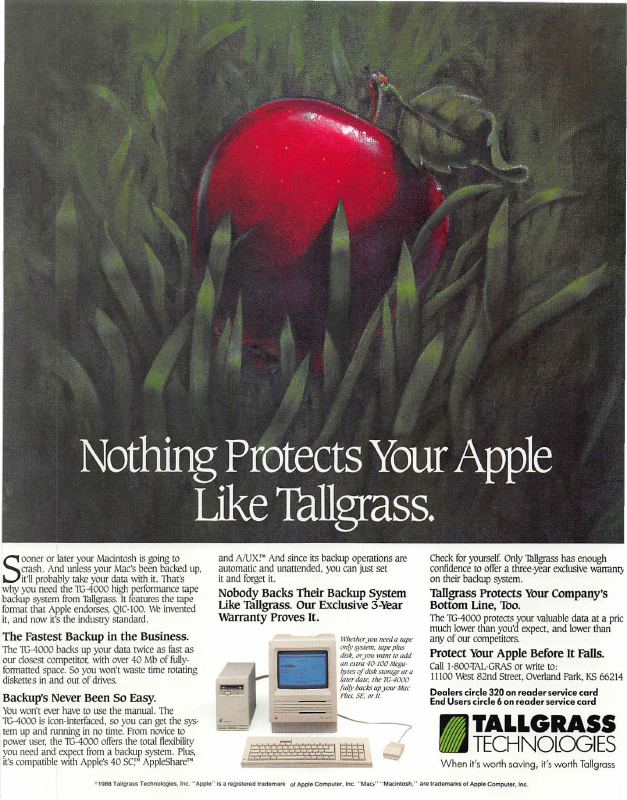 Nothing Protects Your Apple
Like Tallgrass.
Sooner or later your Macintosh is going to
crash. And unless your Mac's been backed up,
it'll probably take your data with it. That's
why you need the TG-4000 high performance tape
backup system from Tallgrass. It features the tape
format that Apple endorses, QIC-100. We invented
it, and now it's the industry standard.
The Fastest Backup in the Business.
The TG-4000 backs up your data twice as fast as
our closest competitor, with over 40 Mb of fully-
formatted space. So you won't waste time rotating
diskettes in and out of drives.
Backup's Never Been So Easy.
You won't ever have to use the manual. The
TG-4000 is icon-interfaced, so you can get the sys-
tem up and running in no time. From novice to
power user, the TG-4000 offers the total flexibility
you need and expect from a backup system. Plus,
it's compatible with Apple's 40 SC,™ AppleShare™
and A/UX.™ And since its backup operations are
automatic and unattended, you can just set
it and forget it.
Nobody Backs Their Backup System
Like Tallgrass. Our Exclusive 3-Year
Warranty Proves It.
Whether you need a tape
only system, tape plus
disk, or you want to add
an extra 40-100 Mega-
bytes of disk storage at a
later date, the TG-4000
fully backs up your Mac
Plus, SE, or II.
Check for yourself. Only Tallgrass has enough
confidence to offer a three-year exclusive warranty
on their backup system.
Tallgrass Protects Your Company's
Bottom Line, Too.
The TG-4000 protects your valuable data at a pric
much lower than you'd expect, and lower than
any of our competitors.
Protect Your Apple Before It Falls.
Call 1-800-TAL-GRAS or write to:
11100 West 82nd Street, Overland Park, KS 66214
Dealers circle 320 on reader service card
End Users circle 6 on reader service card
TALLGRASS
TECHNOLOGIES
When it's worth saving, it's worth Tallgrass
©1988 Tallgrass Technologies, Inc. "Apple" is a registered trademark of Apple Computer, Inc. "Mac" "Macintosh," are trademarks of Apple Computer, Inc.